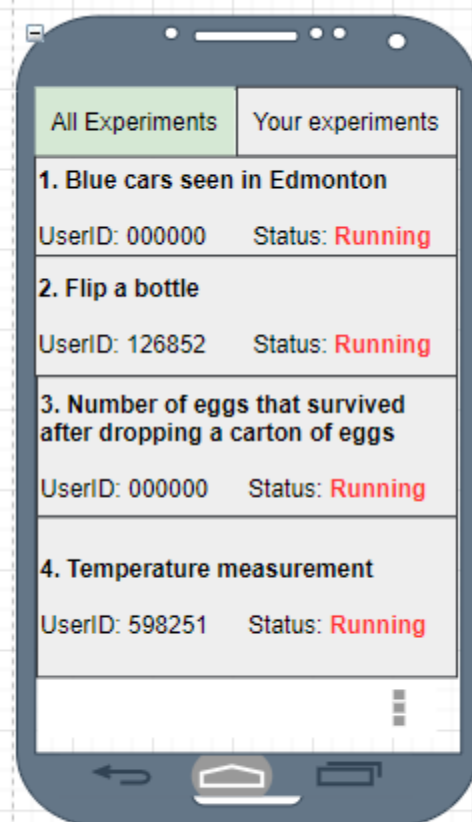 All Experiments Your experiments
1. Blue cars seen in Edmonton
UserID: 000000 Status: Running
2. Flip a bottle
UserID: 126852 Status: Running
3. Number of eggs that survived
after dropping a carton of eggs
UserID: 000000 Status: Running
4. Temperature measurement
UserID: 598251 Status: Running